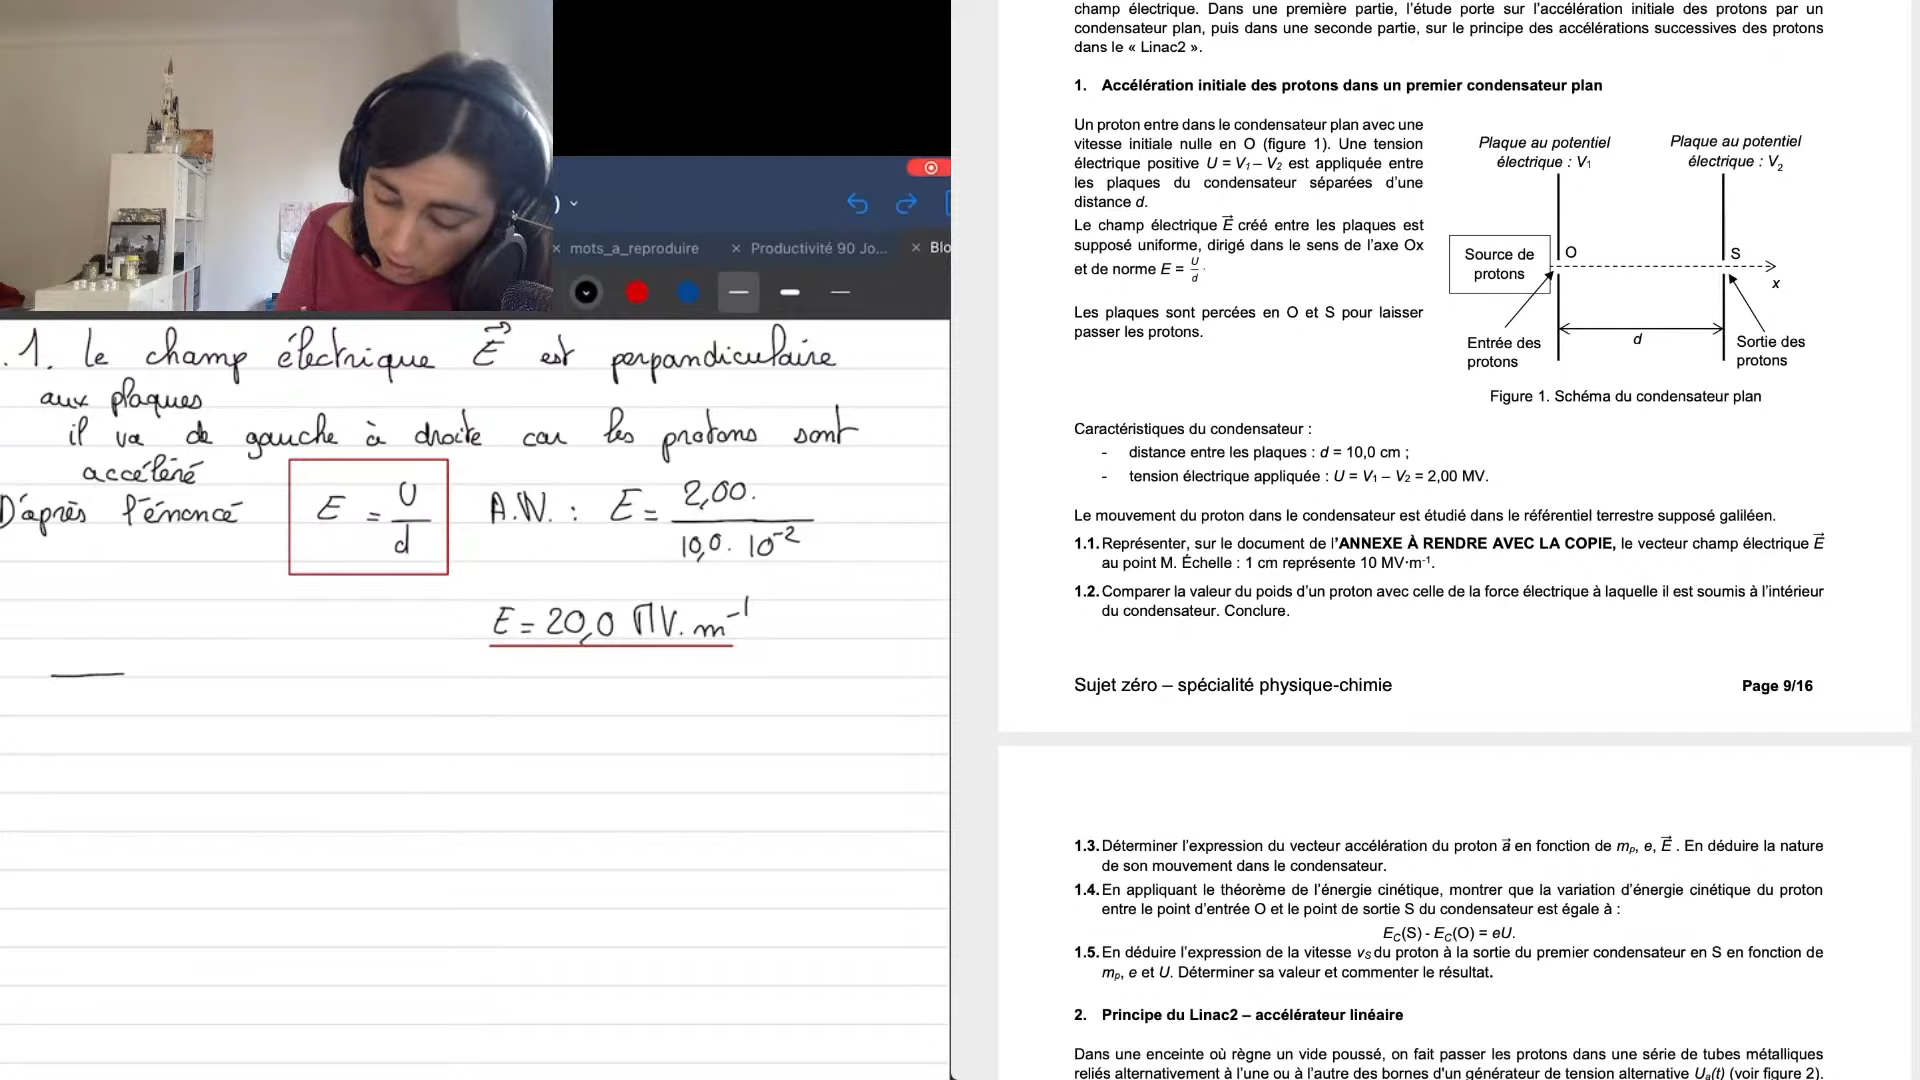 mots_a_reproduire
Productivité 90 Jo...
Blo
.1. Le champ électrique E⃗ est perpandiculaire
aux plaques
il va de gauche à droite car les protons sont
accéléré
D'après l'énoncé
E = U/d
A.N. : E = 2,00. / 10,0. 10⁻²
E = 20,0 MV. m⁻¹
champ électrique. Dans une première partie, l'étude porte sur l'accélération initiale des protons par un
condensateur plan, puis dans une seconde partie, sur le principe des accélérations successives des protons
dans le « Linac2 ».
1. Accélération initiale des protons dans un premier condensateur plan
Un proton entre dans le condensateur plan avec une
vitesse initiale nulle en O (figure 1). Une tension
électrique positive U = V₁ – V₂ est appliquée entre
les plaques du condensateur séparées d'une
distance d.
Le champ électrique E⃗ créé entre les plaques est
supposé uniforme, dirigé dans le sens de l'axe Ox
et de norme E = U/d.
Les plaques sont percées en O et S pour laisser
passer les protons.
Plaque au potentiel
électrique : V₁
Plaque au potentiel
électrique : V₂
Source de
protons
O
S
x
Entrée des
protons
d
Sortie des
protons
Figure 1. Schéma du condensateur plan
Caractéristiques du condensateur :
- distance entre les plaques : d = 10,0 cm ;
- tension électrique appliquée : U = V₁ – V₂ = 2,00 MV.
Le mouvement du proton dans le condensateur est étudié dans le référentiel terrestre supposé galiléen.
1.1. Représenter, sur le document de l'ANNEXE À RENDRE AVEC LA COPIE, le vecteur champ électrique E⃗
au point M. Échelle : 1 cm représente 10 MV·m⁻¹.
1.2. Comparer la valeur du poids d'un proton avec celle de la force électrique à laquelle il est soumis à l'intérieur
du condensateur. Conclure.
Sujet zéro – spécialité physique-chimie
Page 9/16
1.3. Déterminer l'expression du vecteur accélération du proton a⃗ en fonction de mₚ, e, E⃗ . En déduire la nature
de son mouvement dans le condensateur.
1.4. En appliquant le théorème de l'énergie cinétique, montrer que la variation d'énergie cinétique du proton
entre le point d'entrée O et le point de sortie S du condensateur est égale à :
E_C(S) - E_C(O) = eU.
1.5. En déduire l'expression de la vitesse v_S du proton à la sortie du premier condensateur en S en fonction de
mₚ, e et U. Déterminer sa valeur et commenter le résultat.
2. Principe du Linac2 – accélérateur linéaire
Dans une enceinte où règne un vide poussé, on fait passer les protons dans une série de tubes métalliques
reliés alternativement à l'une ou à l'autre des bornes d'un générateur de tension alternative Uₐ(t) (voir figure 2).